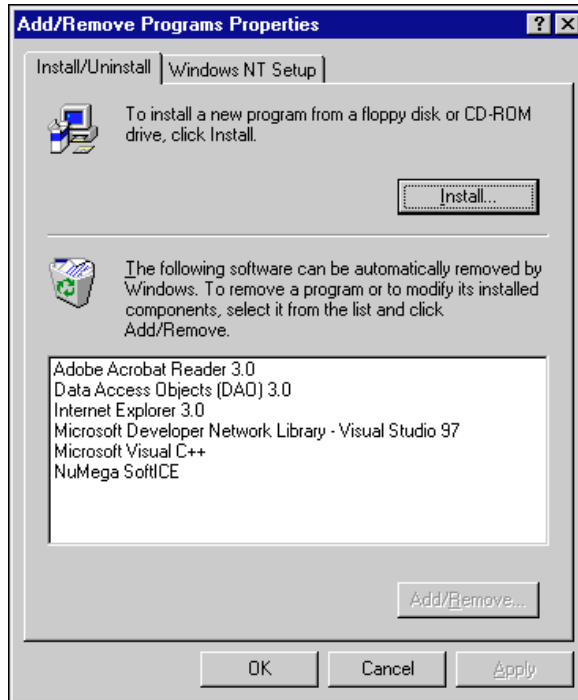 Add/Remove Programs Properties
Install/Uninstall
Windows NT Setup
To install a new program from a floppy disk or CD-ROM
drive, click Install.
Install...
The following software can be automatically removed by
Windows. To remove a program or to modify its installed
components, select it from the list and click
Add/Remove.
Adobe Acrobat Reader 3.0
Data Access Objects (DAO) 3.0
Internet Explorer 3.0
Microsoft Developer Network Library - Visual Studio 97
Microsoft Visual C++
NuMega SoftICE
Add/Remove...
OK
Cancel
Apply